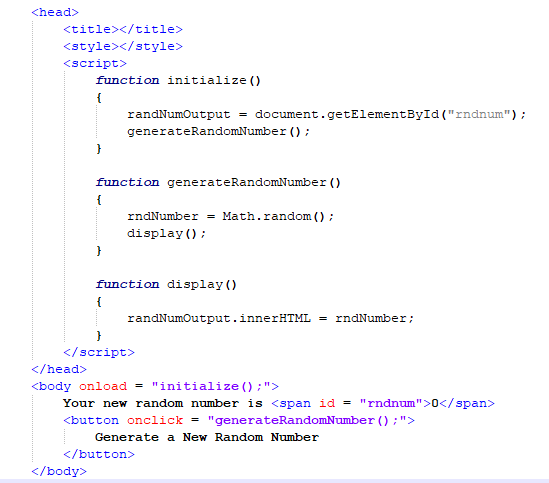 <head>
<title></title>
<style></style>
<script>
function initialize()
{
randNumOutput = document.getElementById("rndnum");
generateRandomNumber();
}
function generateRandomNumber()
{
rndNumber = Math.random();
display();
}
function display()
{
randNumOutput.innerHTML = rndNumber;
}
</script>
</head>
<body onload = "initialize();">
Your new random number is <span id = "rndnum">0</span>
<button onclick = "generateRandomNumber();">
Generate a New Random Number
</button>
</body>